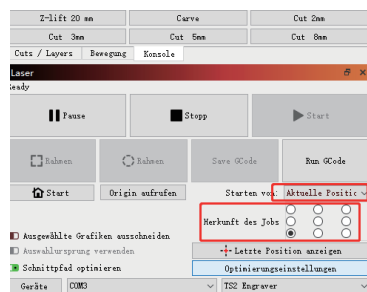 Z-lift 20 mm Carve Cut 2mm
Cut 3mm Cut 5mm Cut 8mm
Cuts / Layers Bewegung Konsole
Laser
eady
Pause Stopp Start
Rahmen Rahmen Save GCode Run GCode
Start Origin aufrufen Starten von: Aktuelle Positic
Herkunft des Jobs
Ausgewählte Grafiken ausschneiden
Auswahlursprung verwenden Letzte Position anzeigen
Schnittpfad optimieren Optimierungseinstellungen
Geräte COM3 TS2 Engraver